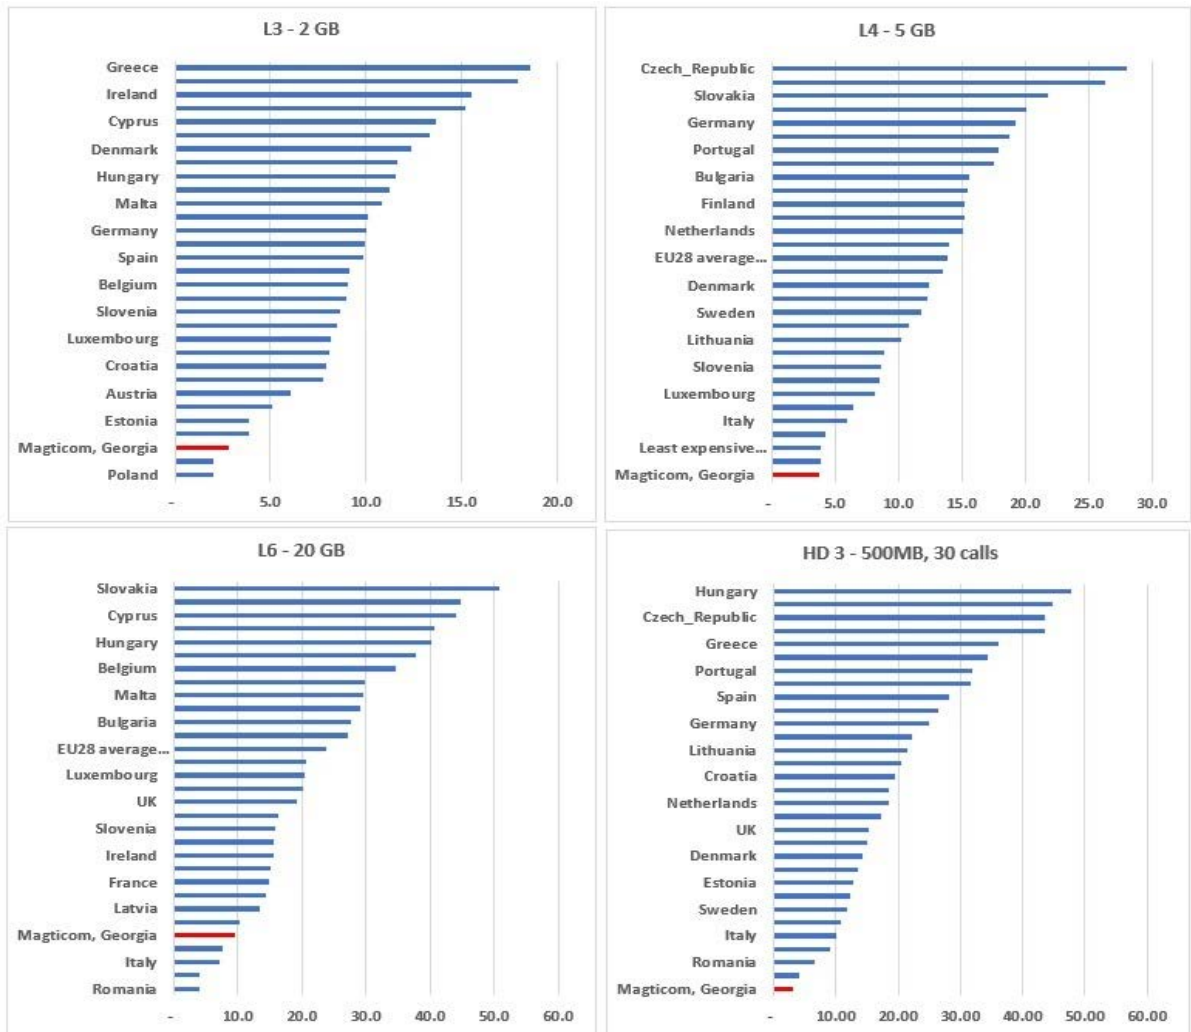 L3 - 2 GB
Greece
Ireland
Cyprus
Denmark
Hungary
Malta
Germany
Spain
Belgium
Slovenia
Luxembourg
Croatia
Austria
Estonia
Magticom, Georgia
Poland
- 5.0 10.0 15.0 20.0
L4 - 5 GB
Czech_Republic
Slovakia
Germany
Portugal
Bulgaria
Finland
Netherlands
EU28 average...
Denmark
Sweden
Lithuania
Slovenia
Luxembourg
Italy
Least expensive...
Magticom, Georgia
- 5.0 10.0 15.0 20.0 25.0 30.0
L6 - 20 GB
Slovakia
Cyprus
Hungary
Belgium
Malta
Bulgaria
EU28 average...
Luxembourg
UK
Slovenia
Ireland
France
Latvia
Magticom, Georgia
Italy
Romania
- 10.0 20.0 30.0 40.0 50.0 60.0
HD 3 - 500MB, 30 calls
Hungary
Czech_Republic
Greece
Portugal
Spain
Germany
Lithuania
Croatia
Netherlands
UK
Denmark
Estonia
Sweden
Italy
Romania
Magticom, Georgia
- 10.00 20.00 30.00 40.00 50.00 60.00